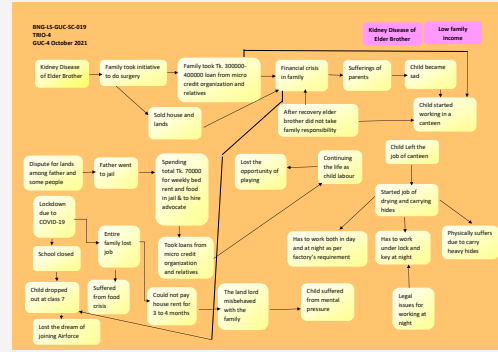 BNG-LS-GUC-SC-019
TRIO-4
GUC-4 October 2021
Kidney Disease of
Elder Brother
Low family
income
Kidney Disease
of Elder Brother
Family took initiative
to do surgery
Family took Tk. 300000-
400000 loan from micro
credit organization and
relatives
Financial crisis
in family
Sufferings of
parents
Child became
sad
Sold house and
lands
After recovery elder
brother did not take
family responsibility
Child started
working in a
canteen
Dispute for lands
among father and
some people
Father went
to jail
Spending
total Tk. 70000
for weekly bed
rent and food
in jail & to hire
advocate
Lost the
opportunity of
playing
Continuing
the life as
child labour
Child Left the
job of canteen
Lockdown
due to
COVID-19
Entire
family lost
job
Took loans from
micro credit
organization
and relatives
Started job of
drying and carrying
hides
School closed
Has to work both in day
and at night as per
factory's requirement
Has to work
under lock and
key at night
Physically suffers
due to carry
heavy hides
Child dropped
out at class 7
Suffered
from food
crisis
Could not pay
house rent for
3 to 4 months
The land lord
misbehaved
with the
family
Child suffered
from mental
pressure
Legal
issues for
working at
night
Lost the dream of
joining Airforce